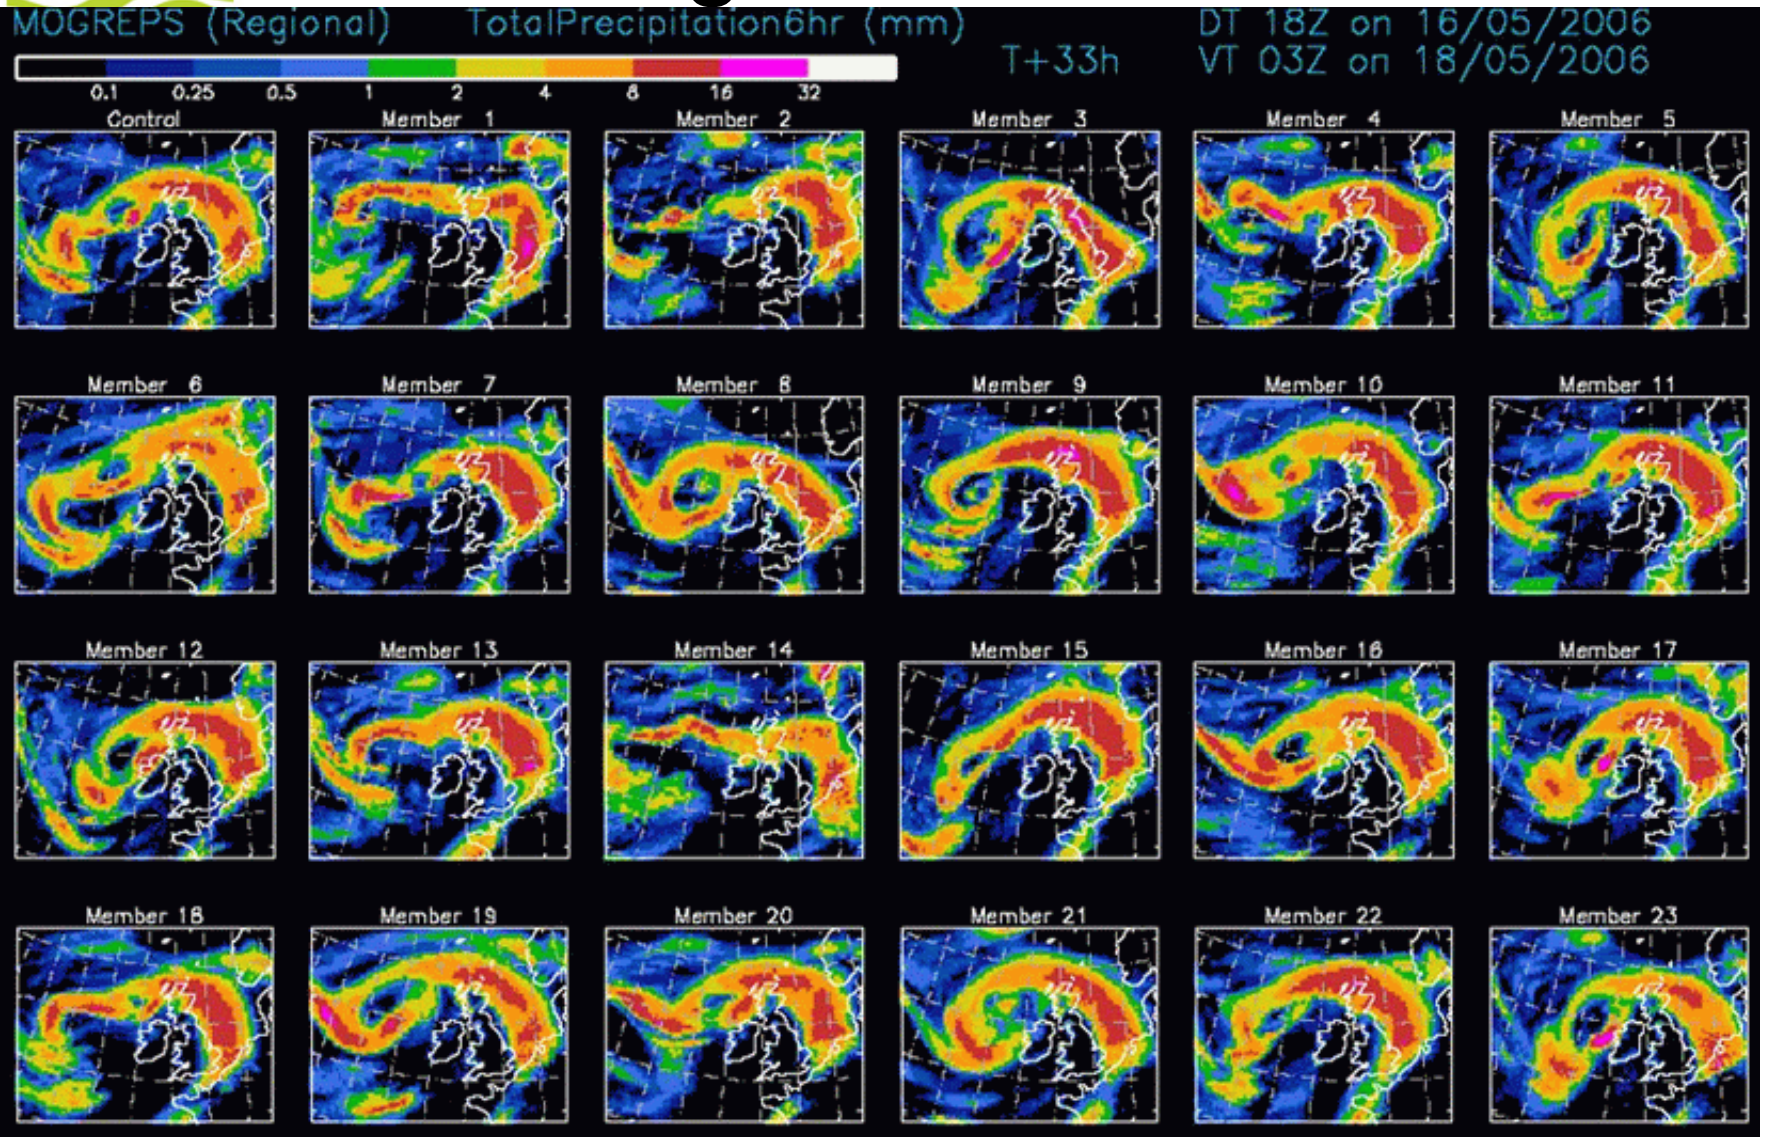 MOGREPS (Regional) TotalPrecipitation6hr (mm) DT 18Z on 16/05/2006
T+33h VT 03Z on 18/05/2006
0.1 0.25 0.5 1 2 4 8 16 32
Control Member 1 Member 2 Member 3 Member 4 Member 5
Member 6 Member 7 Member 8 Member 9 Member 10 Member 11
Member 12 Member 13 Member 14 Member 15 Member 16 Member 17
Member 18 Member 19 Member 20 Member 21 Member 22 Member 23